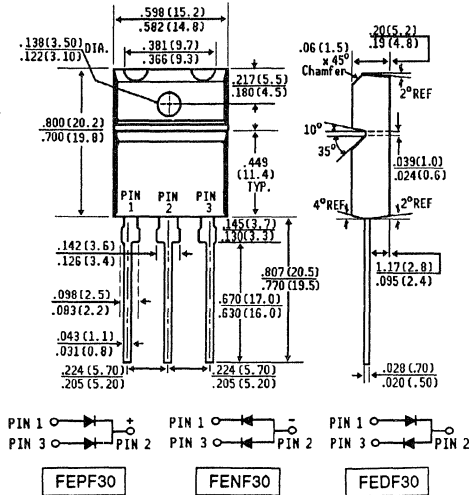 .598 (15.2)
.582 (14.8)
.138(3.50) DIA.
.122(3.10)
.381(9.7)
.366(9.3)
.217(5.5)
.180(4.5)
.800(20.2)
.700(19.8)
.449
(11.4)
TYP.
PIN 1
PIN 2
PIN 3
.142(3.6)
.126(3.4)
.145(3.7)
.130(3.3)
.098(2.5)
.083(2.2)
.807(20.5)
.770(19.5)
.670(17.0)
.630(16.0)
.043(1.1)
.031(0.8)
.224(5.70)
.205(5.20)
.224(5.70)
.205(5.20)
.20(5.2)
.19(4.8)
.06 (1.5)
x 45°
Chamfer
2°REF
10°
35°
.039(1.0)
.024(0.6)
4°REF
2°REF
1.17(2.8)
.095(2.4)
.028(.70)
.020(.50)
PIN 1
+
PIN 3
PIN 2
FEPF30
PIN 1
-
PIN 3
PIN 2
FENF30
PIN 1
PIN 3
PIN 2
FEDF30